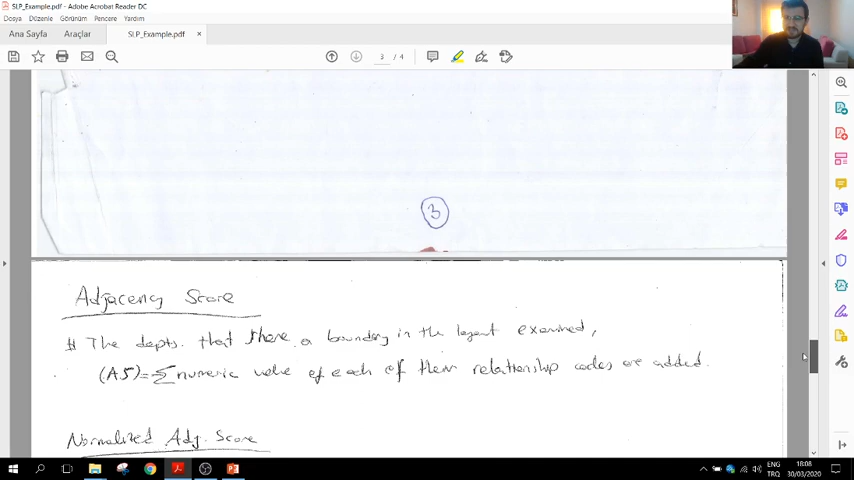 SLP_Example.pdf - Adobe Acrobat Reader DC
Dosya Düzenle Görünüm Pencere Yardım
Ana Sayfa Araçlar SLP_Example.pdf ×
3 / 4
3
Adjacency Score
# The depts. that share a boundary in the layout examined,
(AS) = Σ numeric value of each of their relationship codes are added.
Normalized Adj. Score
ENG
TRQ
18:08
30/03/2020